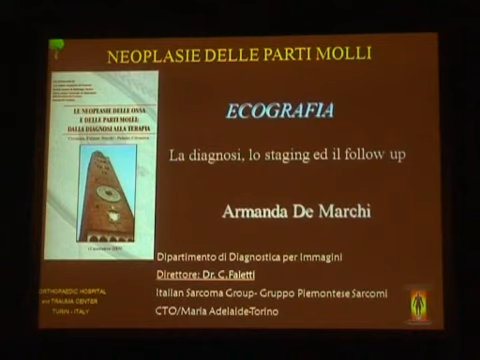 NEOPLASIE DELLE PARTI MOLLI
LE NEOPLASIE DELLE OSSA
E DELLE PARTI MOLLI:
DALLA DIAGNOSI ALLA TERAPIA
ECOGRAFIA
La diagnosi, lo staging ed il follow up
Armanda De Marchi
Dipartimento di Diagnostica per Immagini
Direttore: Dr. C.Faletti
Italian Sarcoma Group- Gruppo Piemontese Sarcomi
CTO/Maria Adelaide-Torino
ORTHOPAEDIC HOSPITAL
and TRAUMA CENTER
TURIN - ITALY